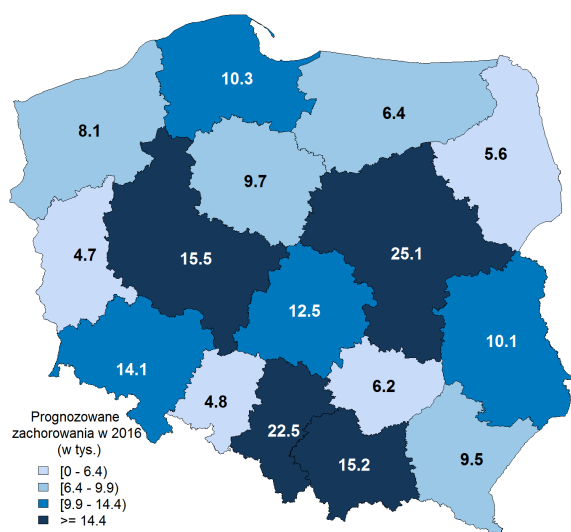 10.3
8.1
6.4
5.6
9.7
4.7
15.5
25.1
12.5
10.1
14.1
4.8
6.2
22.5
15.2
9.5
Prognozowane
zachorowania w 2016
(w tys.)
[0 - 6.4)
[6.4 - 9.9)
[9.9 - 14.4)
>= 14.4